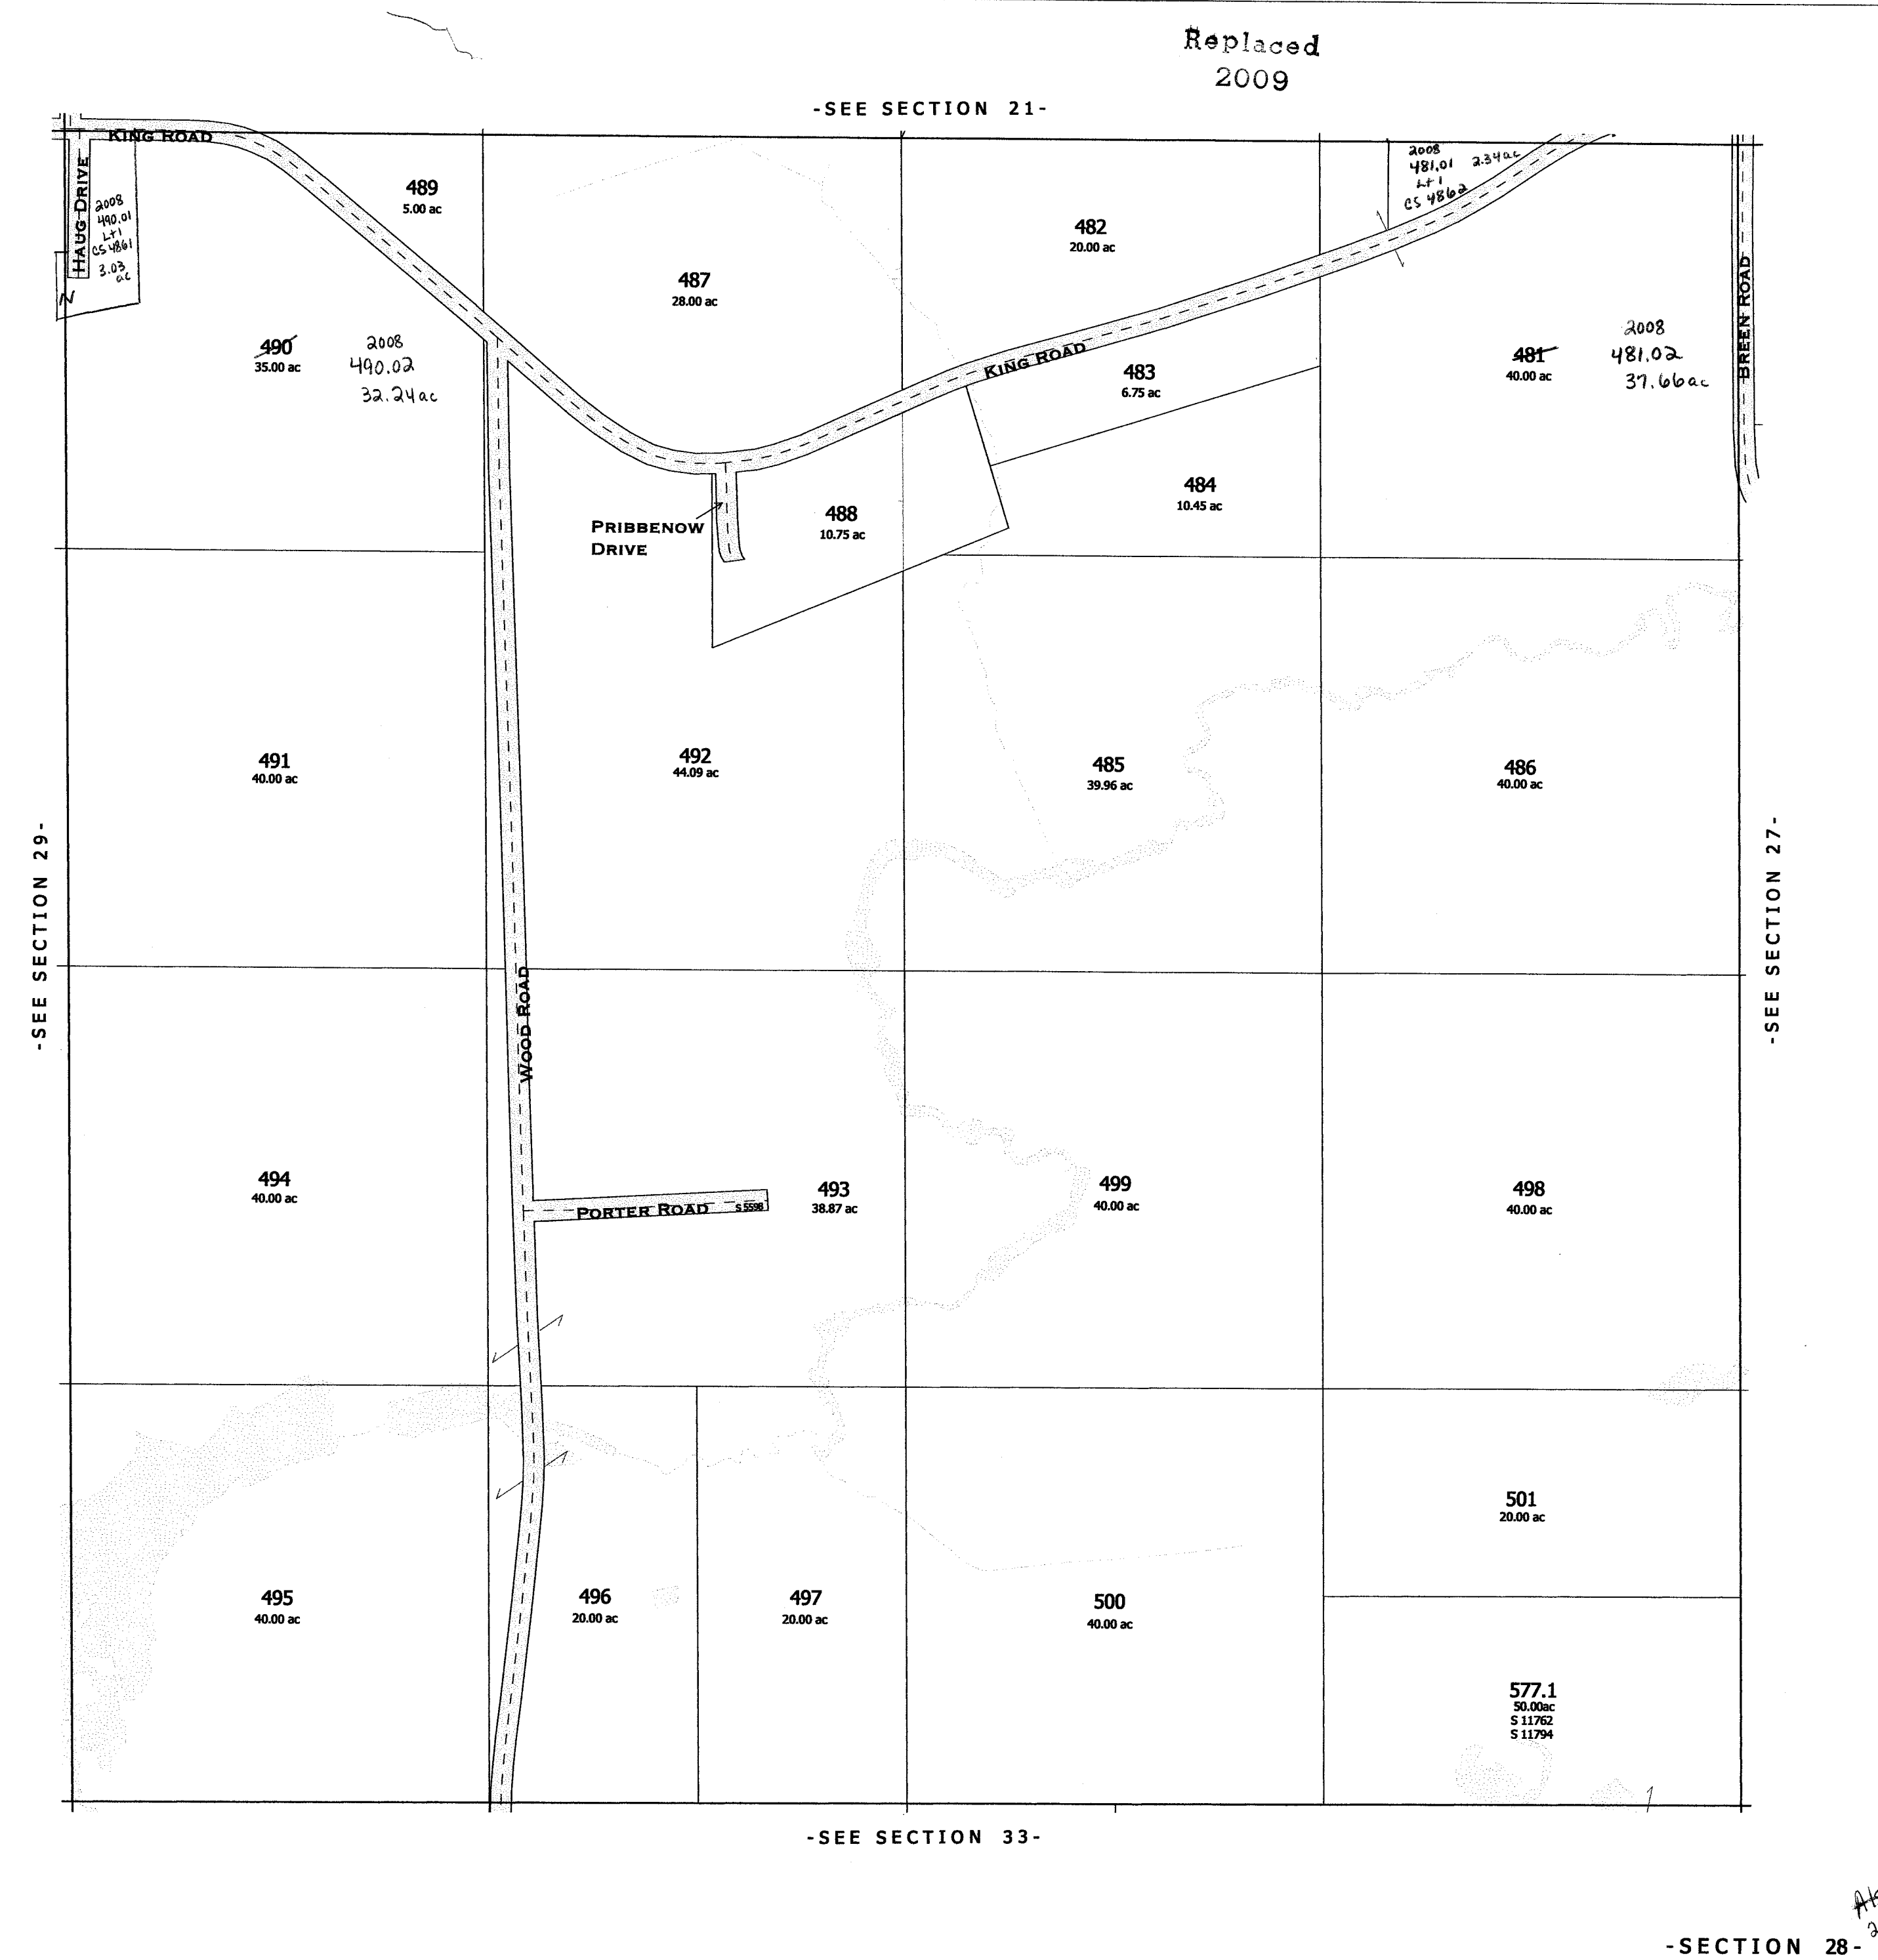 Replaced
2009
-SEE SECTION 21-
KING ROAD
HAUG DRIVE
2008
490.01
Lt 1
CS 4861
3.03
ac
489
5.00 ac
487
28.00 ac
482
20.00 ac
2008
481.01 2.34 ac
Lt 1
CS 4862
BREEN ROAD
490
35.00 ac
2008
490.02
32.24 ac
KING ROAD
483
6.75 ac
481
40.00 ac
2008
481.02
37.66 ac
PRIBBENOW
DRIVE
488
10.75 ac
484
10.45 ac
491
40.00 ac
492
44.09 ac
485
39.96 ac
486
40.00 ac
-SEE SECTION 29-
-SEE SECTION 27-
WOOD ROAD
494
40.00 ac
PORTER ROAD
S 5598
493
38.87 ac
499
40.00 ac
498
40.00 ac
501
20.00 ac
495
40.00 ac
496
20.00 ac
497
20.00 ac
500
40.00 ac
577.1
50.00ac
S 11762
S 11794
-SEE SECTION 33-
-SECTION 28-